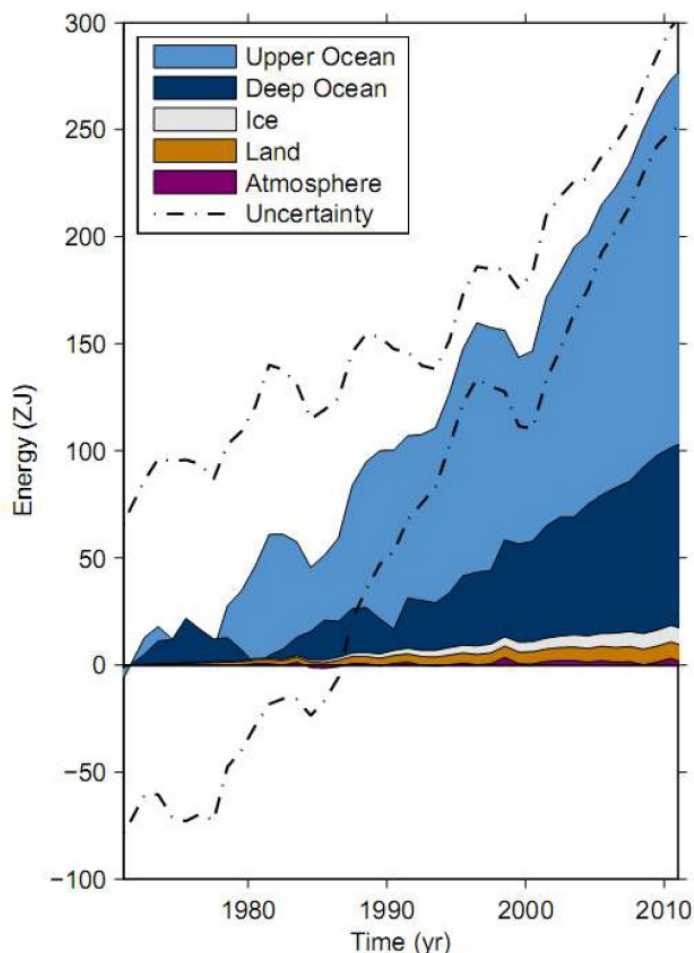 300
250
200
150
100
50
0
−50
−100
Energy (ZJ)
Upper Ocean
Deep Ocean
Ice
Land
Atmosphere
Uncertainty
1980
1990
2000
2010
Time (yr)